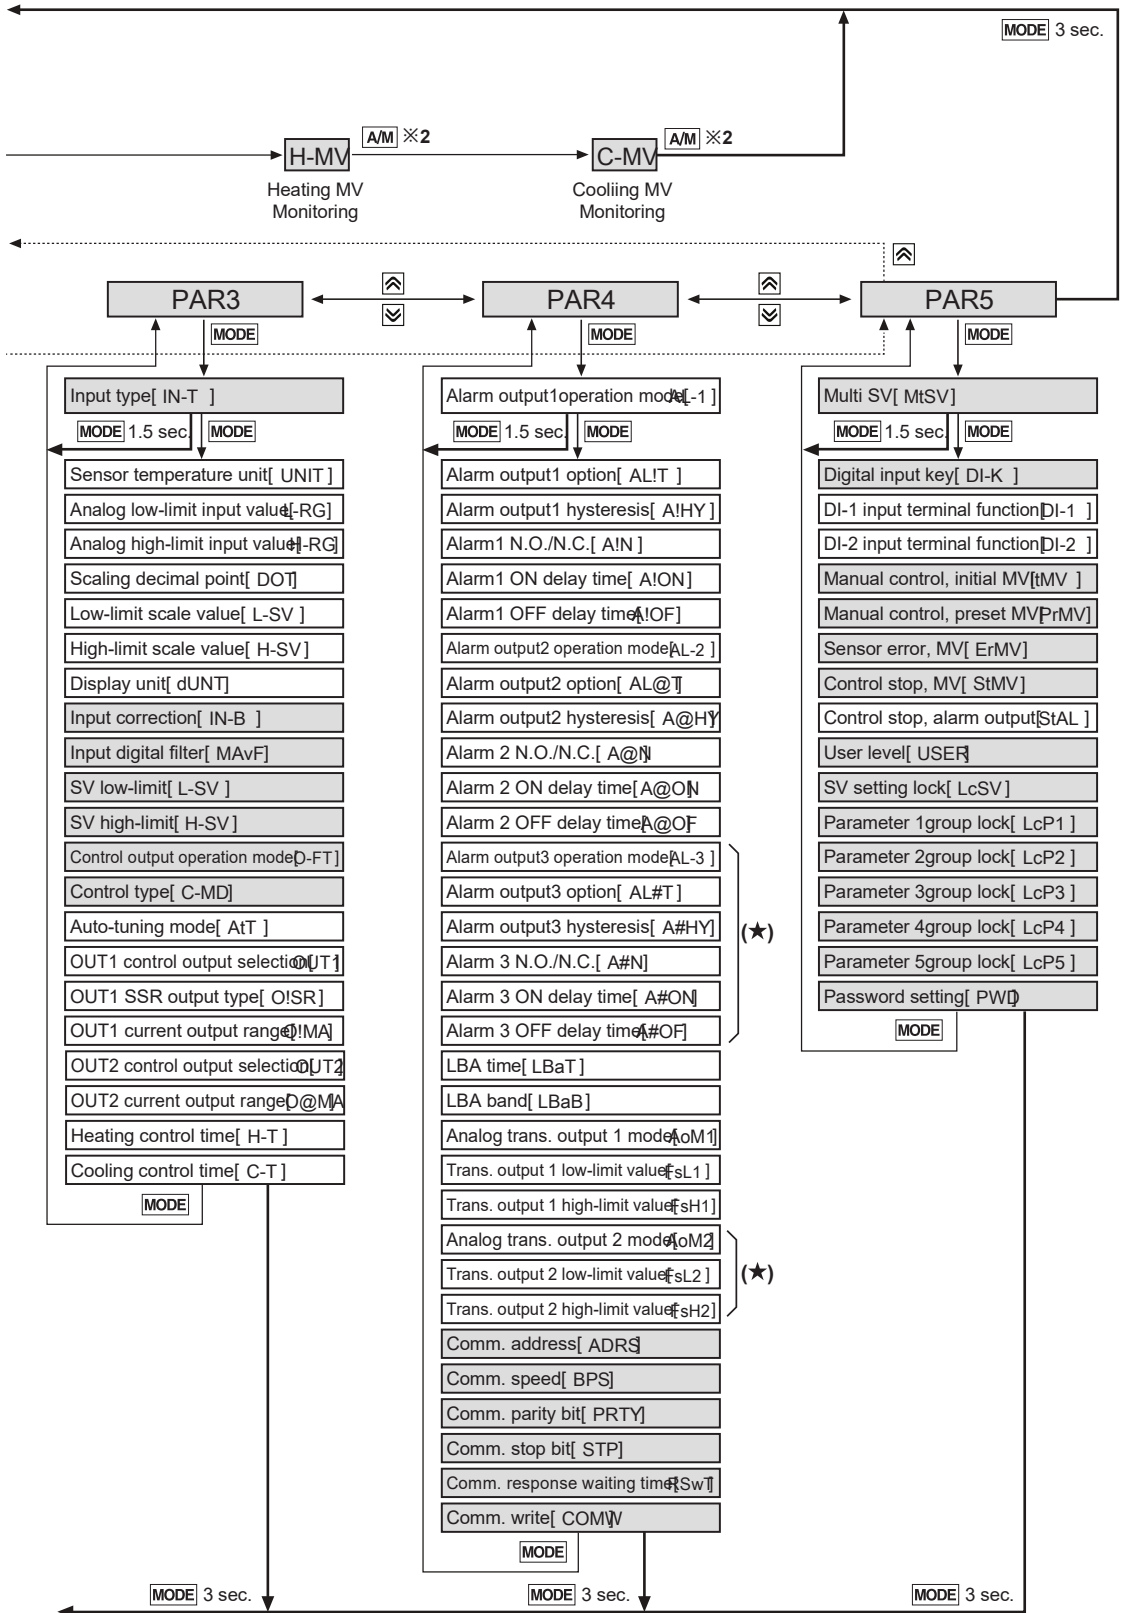 MODE 3 sec.
A/M ※2
A/M ※2
H-MV
C-MV
Heating MV
Monitoring
Cooliing MV
Monitoring
PAR3
PAR4
PAR5
MODE
MODE
MODE
Input type[ IN-T ]
MODE 1.5 sec. MODE
Sensor temperature unit[ UNIT ]
Analog low-limit input value[L-RG]
Analog high-limit input value[H-RG]
Scaling decimal point[ DOT]
Low-limit scale value[ L-SV ]
High-limit scale value[ H-SV]
Display unit[ dUNT]
Input correction[ IN-B ]
Input digital filter[ MAvF]
SV low-limit[ L-SV ]
SV high-limit[ H-SV]
Control output operation mode[O-FT]
Control type[ C-MD]
Auto-tuning mode[ AtT ]
OUT1 control output selection[OUT1]
OUT1 SSR output type[ O!SR]
OUT1 current output range[O!MA]
OUT2 control output selection[OUT2]
OUT2 current output range[O@MA]
Heating control time[ H-T ]
Cooling control time[ C-T ]
MODE
Alarm output1operation mode[AL-1 ]
MODE 1.5 sec. MODE
Alarm output1 option[ AL!T ]
Alarm output1 hysteresis[ A!HY ]
Alarm1 N.O./N.C.[ A!N ]
Alarm1 ON delay time[ A!ON]
Alarm1 OFF delay time[A!OF]
Alarm output2 operation mode[AL-2 ]
Alarm output2 option[ AL@T]
Alarm output2 hysteresis[ A@HY]
Alarm 2 N.O./N.C.[ A@N]
Alarm 2 ON delay time[ A@ON]
Alarm 2 OFF delay time[A@OF]
Alarm output3 operation mode[AL-3 ]
Alarm output3 option[ AL#T]
Alarm output3 hysteresis[ A#HY]
(★)
Alarm 3 N.O./N.C.[ A#N]
Alarm 3 ON delay time[ A#ON]
Alarm 3 OFF delay time[A#OF]
LBA time[ LBaT ]
LBA band[ LBaB]
Analog trans. output 1 mode[AoM1]
Trans. output 1 low-limit value[FsL1 ]
Trans. output 1 high-limit value[FsH1]
Analog trans. output 2 mode[AoM2]
Trans. output 2 low-limit value[FsL2 ]
(★)
Trans. output 2 high-limit value[FsH2]
Comm. address[ ADRS]
Comm. speed[ BPS]
Comm. parity bit[ PRTY]
Comm. stop bit[ STP]
Comm. response waiting time[RSwT]
Comm. write[ COMW]
MODE
Multi SV[ MtSV]
MODE 1.5 sec. MODE
Digital input key[ DI-K ]
DI-1 input terminal function[DI-1 ]
DI-2 input terminal function[DI-2 ]
Manual control, initial MV[ItMV ]
Manual control, preset MV[PrMV]
Sensor error, MV[ ErMV]
Control stop, MV[ StMV]
Control stop, alarm output[StAL ]
User level[ USER]
SV setting lock[ LcSV ]
Parameter 1group lock[ LcP1 ]
Parameter 2group lock[ LcP2 ]
Parameter 3group lock[ LcP3 ]
Parameter 4group lock[ LcP4 ]
Parameter 5group lock[ LcP5 ]
Password setting[ PWD]
MODE
MODE 3 sec.
MODE 3 sec.
MODE 3 sec.